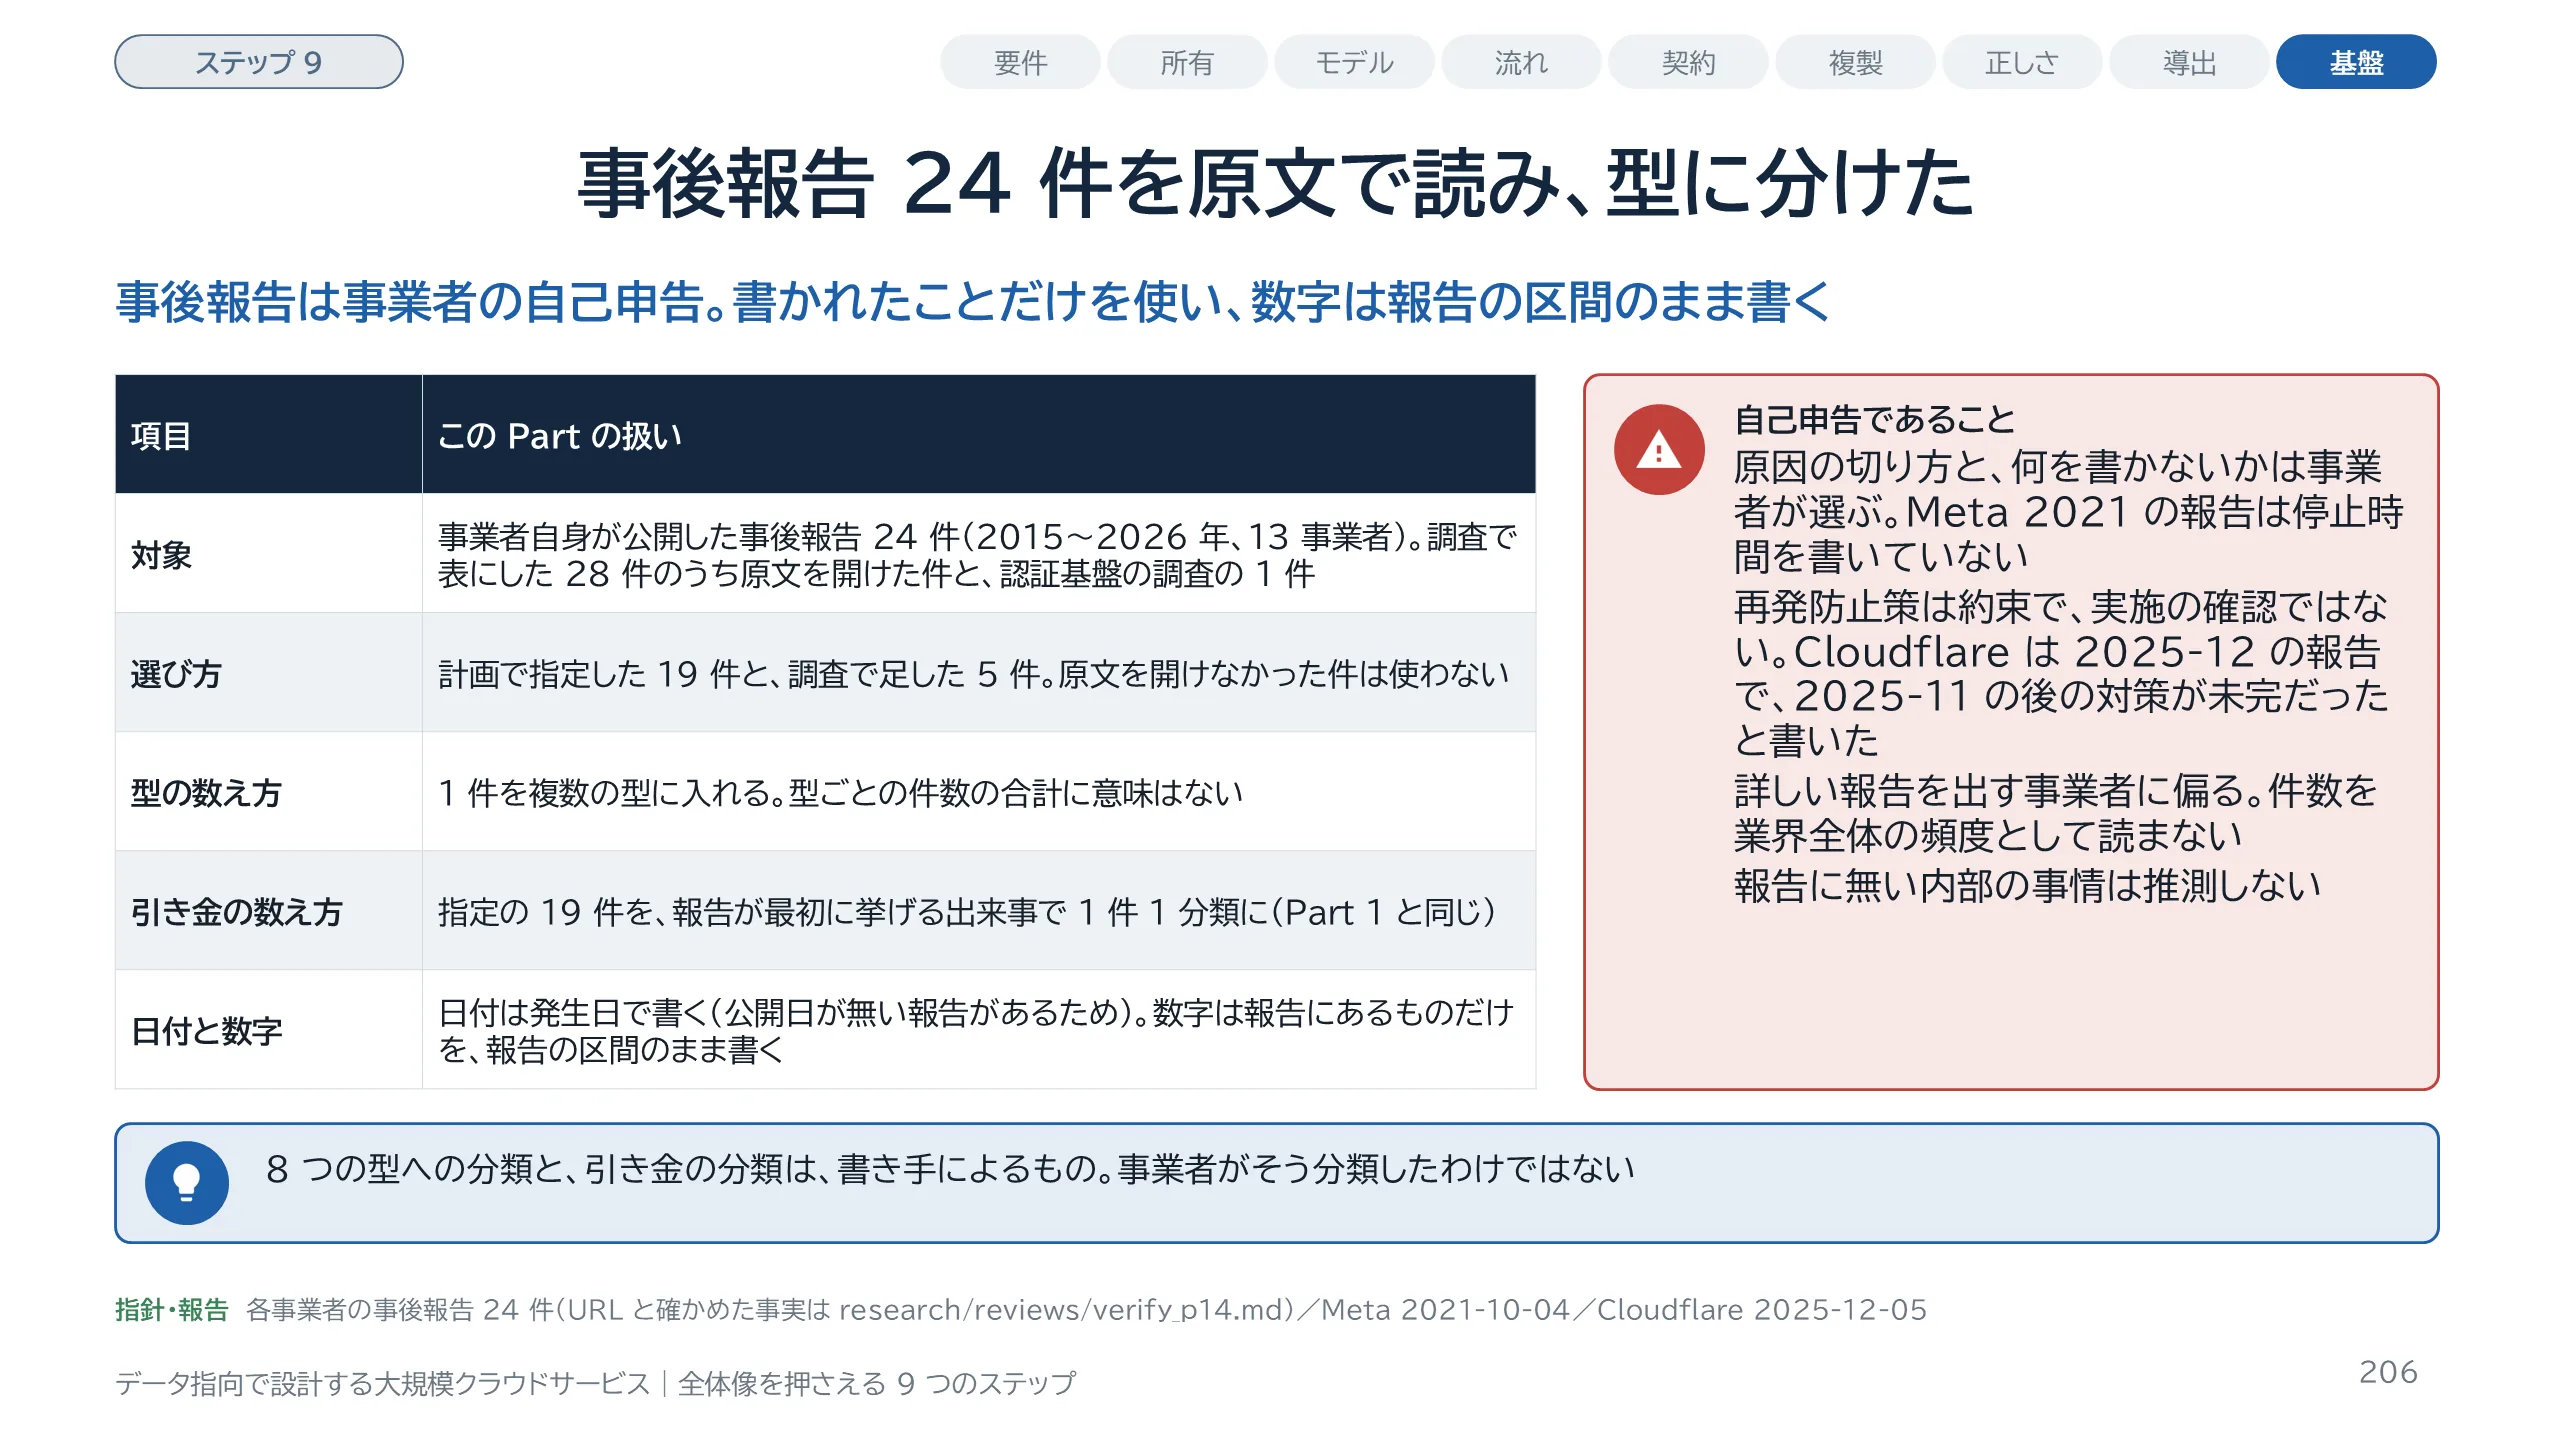 ステップ 9
要件
所有
モデル
流れ
契約
複製
正しさ
導出
基盤
事後報告 24 件を原文で読み、型に分けた
事後報告は事業者の自己申告。書かれたことだけを使い、数字は報告の区間のまま書く
項目
この Part の扱い
対象
事業者自身が公開した事後報告 24 件（2015〜2026 年、13 事業者）。調査で
表にした 28 件のうち原文を開けた件と、認証基盤の調査の 1 件
選び方
計画で指定した 19 件と、調査で足した 5 件。原文を開けなかった件は使わない
型の数え方
1 件を複数の型に入れる。型ごとの件数の合計に意味はない
引き金の数え方
指定の 19 件を、報告が最初に挙げる出来事で 1 件 1 分類に（Part 1 と同じ）
日付と数字
日付は発生日で書く（公開日が無い報告があるため）。数字は報告にあるものだけ
を、報告の区間のまま書く
自己申告であること
原因の切り方と、何を書かないかは事業
者が選ぶ。Meta 2021 の報告は停止時
間を書いていない
再発防止策は約束で、実施の確認ではな
い。Cloudflare は 2025-12 の報告
で、2025-11 の後の対策が未完だった
と書いた
詳しい報告を出す事業者に偏る。件数を
業界全体の頻度として読まない
報告に無い内部の事情は推測しない
8 つの型への分類と、引き金の分類は、書き手によるもの。事業者がそう分類したわけではない
指針・報告 各事業者の事後報告 24 件（URL と確かめた事実は research/reviews/verify_p14.md）／Meta 2021-10-04／Cloudflare 2025-12-05
データ指向で設計する大規模クラウドサービス｜全体像を押さえる 9 つのステップ
206